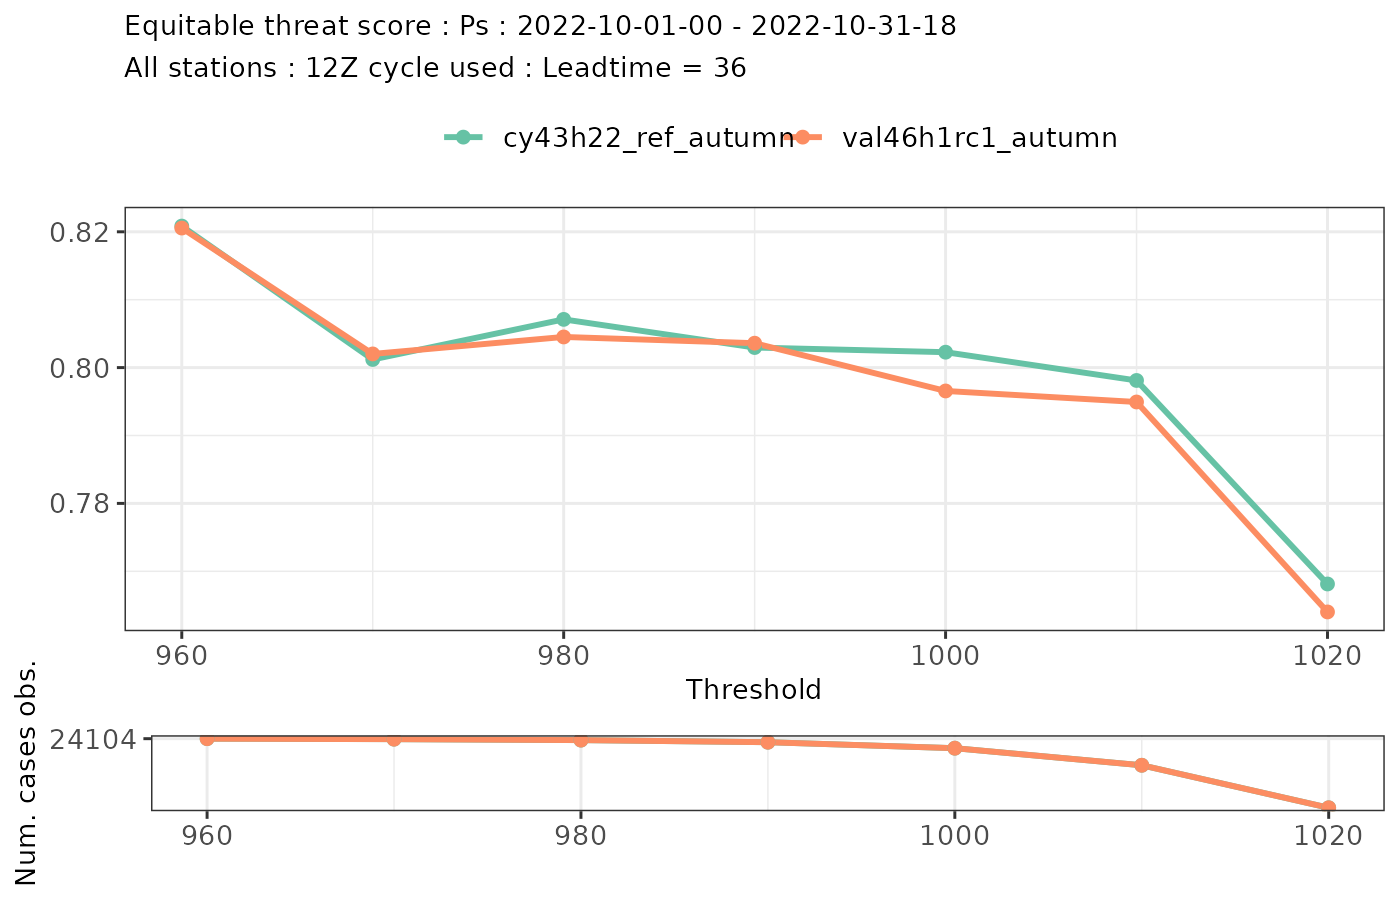 Equitable threat score : Ps : 2022-10-01-00 - 2022-10-31-18
All stations : 12Z cycle used : Leadtime = 36
cy43h22_ref_autumn val46h1rc1_autumn
0.82
0.80
0.78
960 980 1000 1020
Threshold
Num. cases obs.
24104
960 980 1000 1020